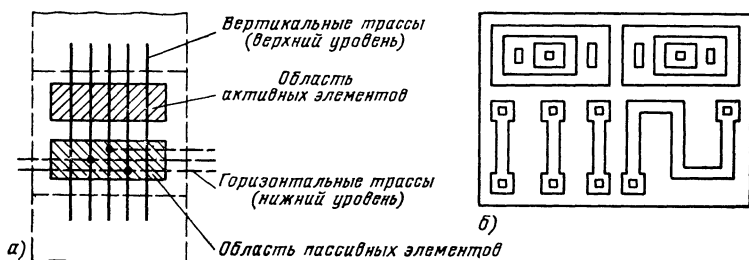 Вертикальные трассы
(верхний уровень)
Область
активных элементов
Горизонтальные трассы
(нижний уровень)
Область пассивных элементов
а)
б)